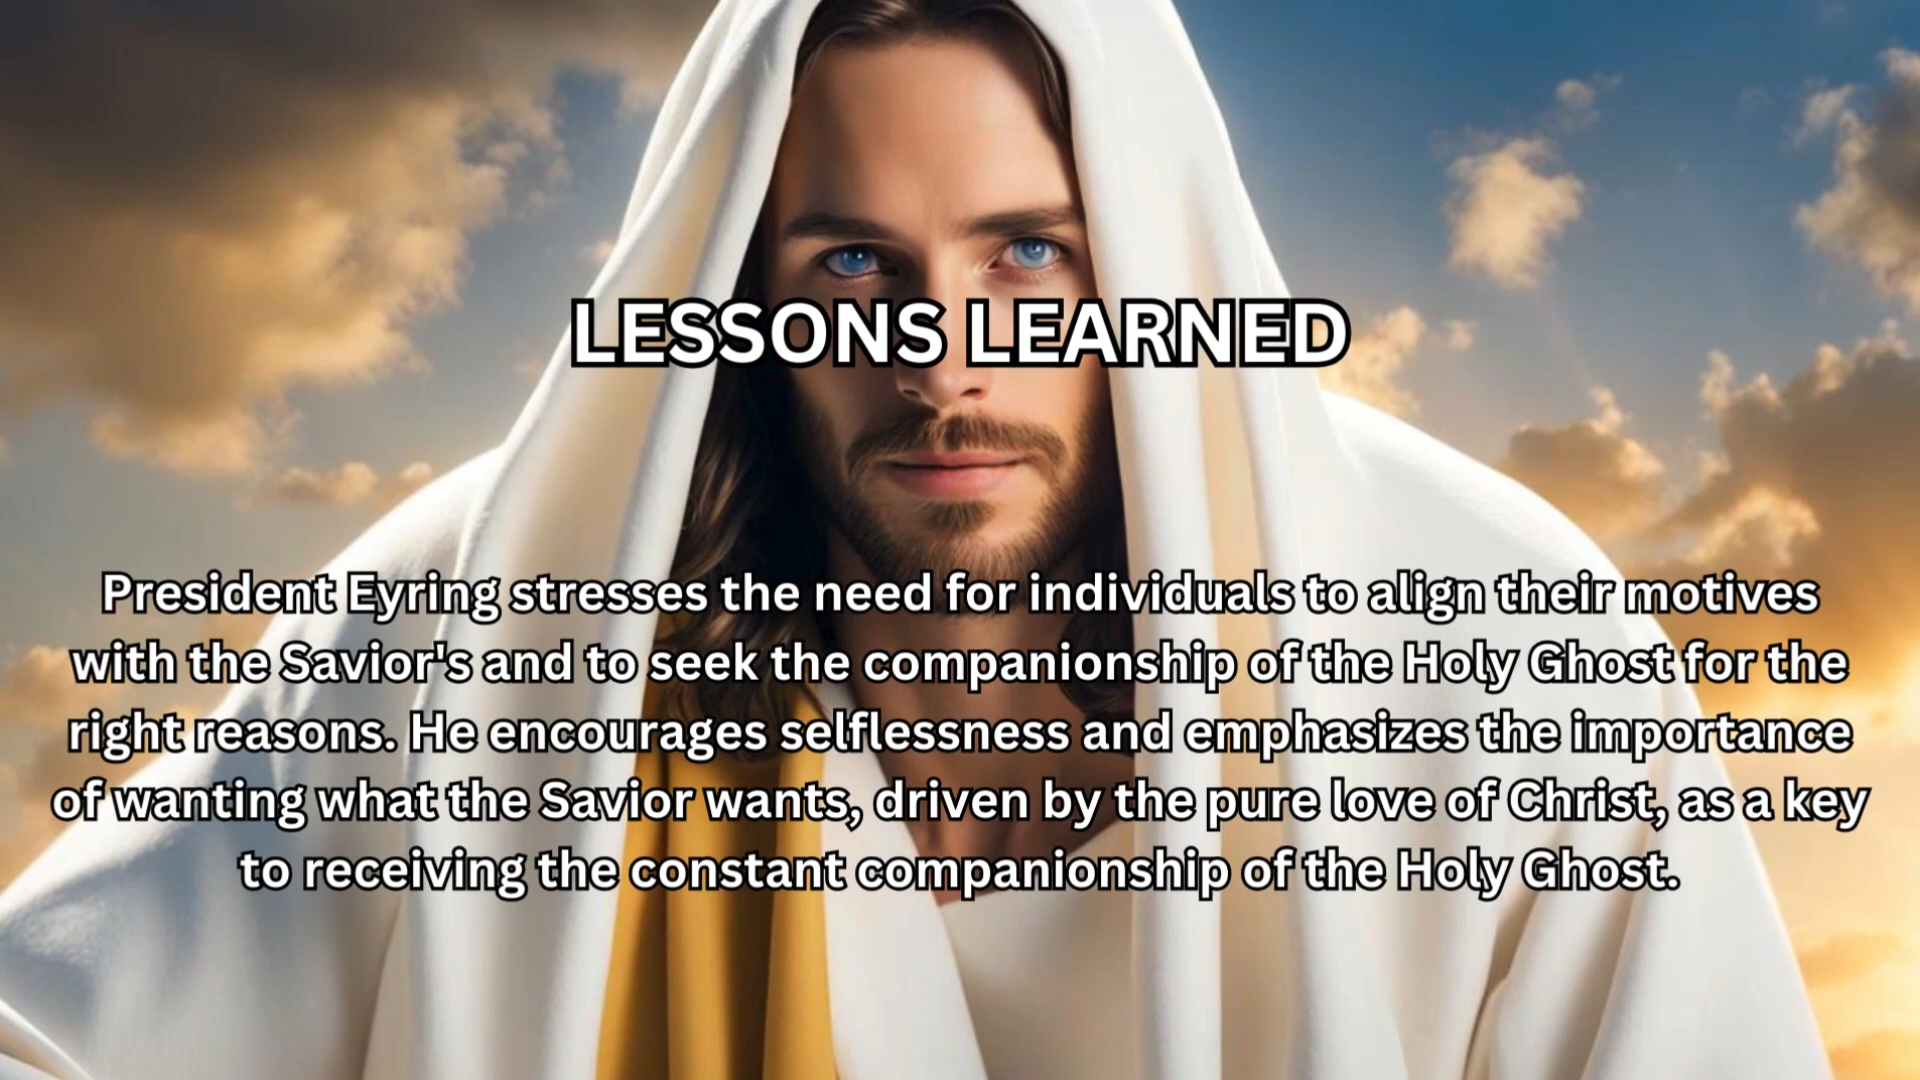 LESSONS LEARNED
President Eyring stresses the need for individuals to align their motives
with the Savior's and to seek the companionship of the Holy Ghost for the
right reasons. He encourages selflessness and emphasizes the importance
of wanting what the Savior wants, driven by the pure love of Christ, as a key
to receiving the constant companionship of the Holy Ghost.